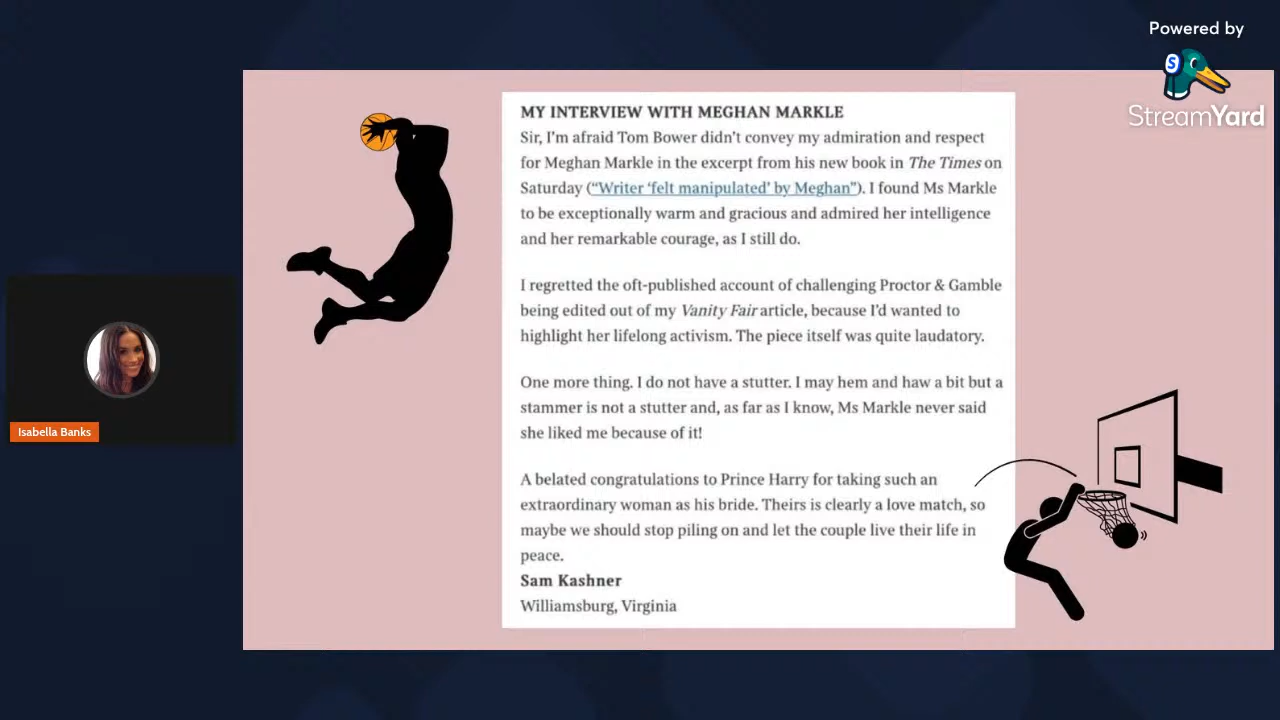 Powered by
S
StreamYard
MY INTERVIEW WITH MEGHAN MARKLE
Sir, I'm afraid Tom Bower didn't convey my admiration and respect
for Meghan Markle in the excerpt from his new book in The Times on
Saturday (“Writer ‘felt manipulated’ by Meghan”). I found Ms Markle
to be exceptionally warm and gracious and admired her intelligence
and her remarkable courage, as I still do.
I regretted the oft-published account of challenging Proctor & Gamble
being edited out of my Vanity Fair article, because I'd wanted to
highlight her lifelong activism. The piece itself was quite laudatory.
One more thing. I do not have a stutter. I may hem and haw a bit but a
stammer is not a stutter and, as far as I know, Ms Markle never said
she liked me because of it!
A belated congratulations to Prince Harry for taking such an
extraordinary woman as his bride. Theirs is clearly a love match, so
maybe we should stop piling on and let the couple live their life in
peace.
Sam Kashner
Williamsburg, Virginia
Isabella Banks